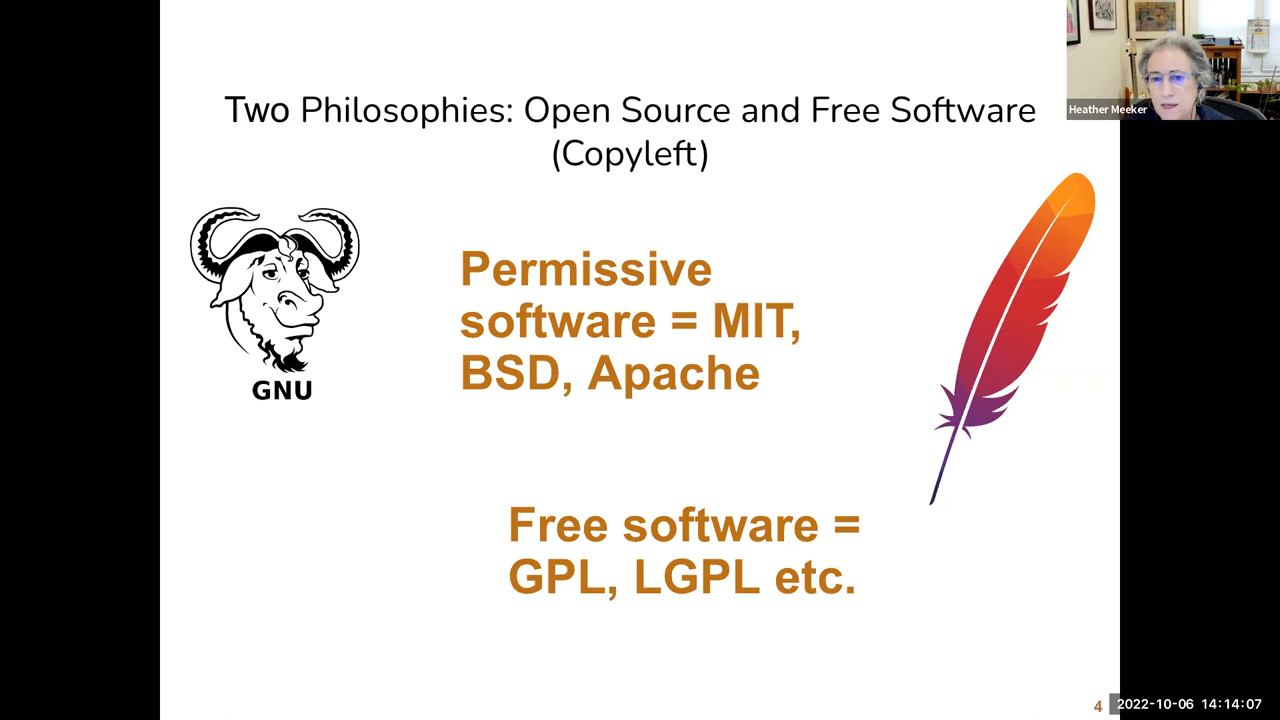 Two Philosophies: Open Source and Free Software
(Copyleft)
Heather Meeker
GNU
Permissive
software = MIT,
BSD, Apache
Free software =
GPL, LGPL etc.
4
2022-10-06 14:14:07